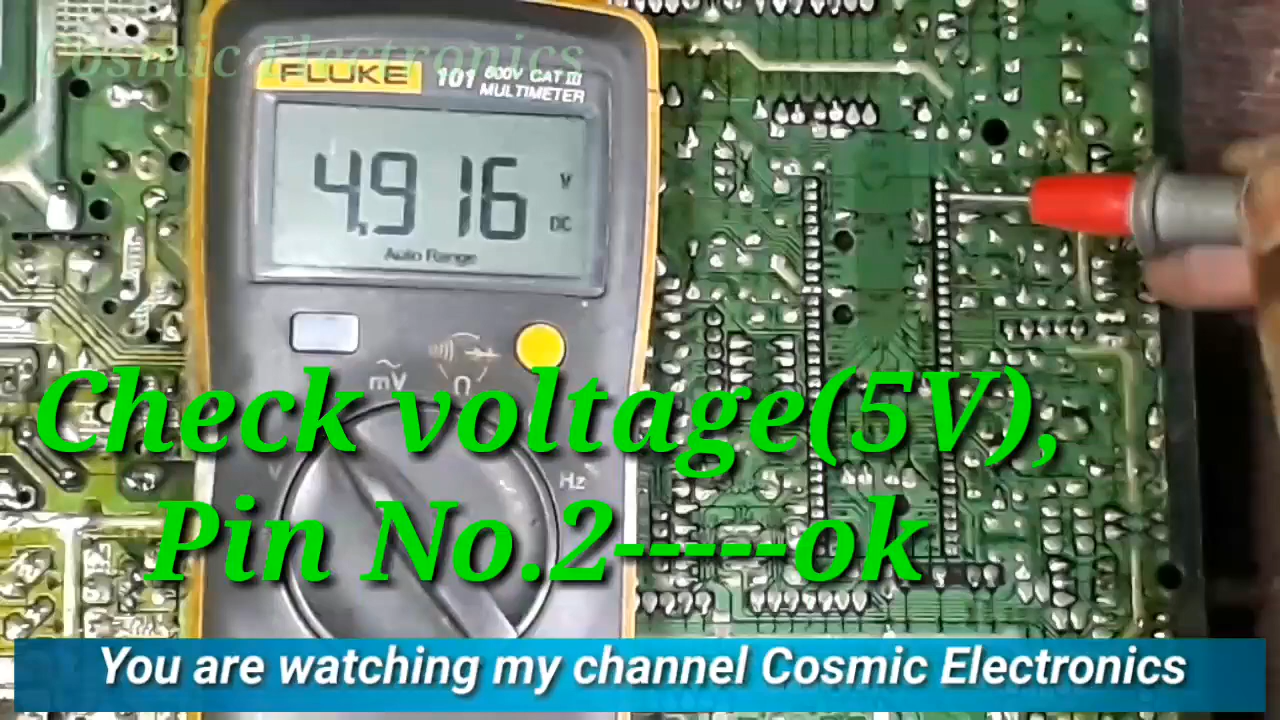 Cosmic Electronics
FLUKE 101 600V CAT III
MULTIMETER
4.916 V
DC
Auto Range
mV
Ω
V
Hz
Check voltage(5V),
Pin No.2-----ok
You are watching my channel Cosmic Electronics